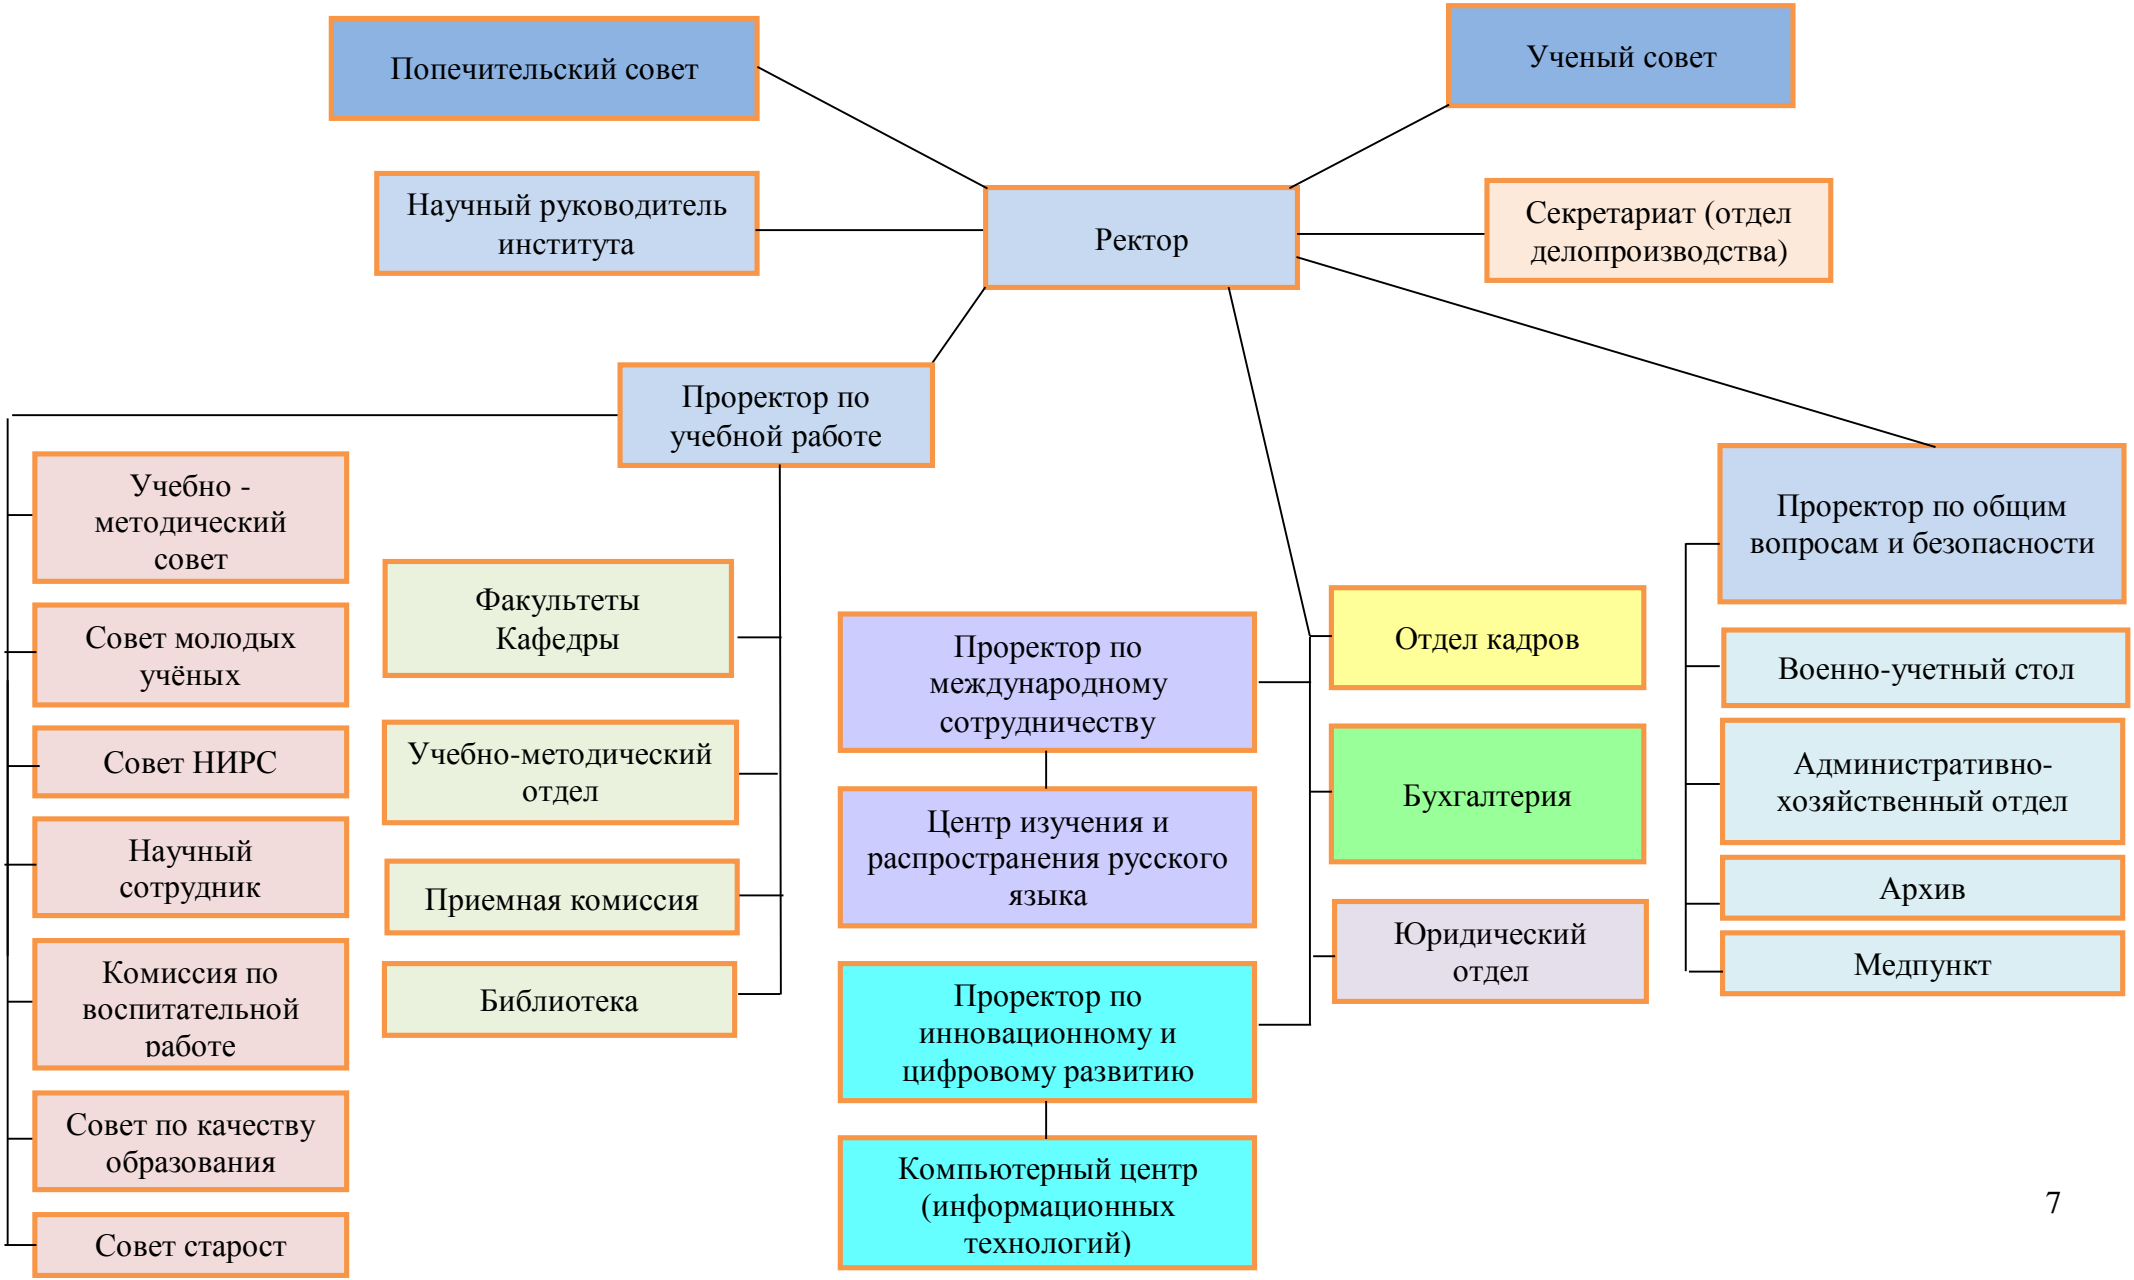 Попечительский совет
Ученый совет
Научный руководитель
института
Ректор
Секретариат (отдел
делопроизводства)
Проректор по
учебной работе
Учебно -
методический
совет
Совет молодых
учёных
Совет НИРС
Научный
сотрудник
Комиссия по
воспитательной
работе
Совет по качеству
образования
Совет старост
Факультеты
Кафедры
Учебно-методический
отдел
Приемная комиссия
Библиотека
Проректор по
международному
сотрудничеству
Центр изучения и
распространения русского
языка
Проректор по
инновационному и
цифровому развитию
Компьютерный центр
(информационных
технологий)
Отдел кадров
Бухгалтерия
Юридический
отдел
Проректор по общим
вопросам и безопасности
Военно-учетный стол
Административно-
хозяйственный отдел
Архив
Медпункт
7